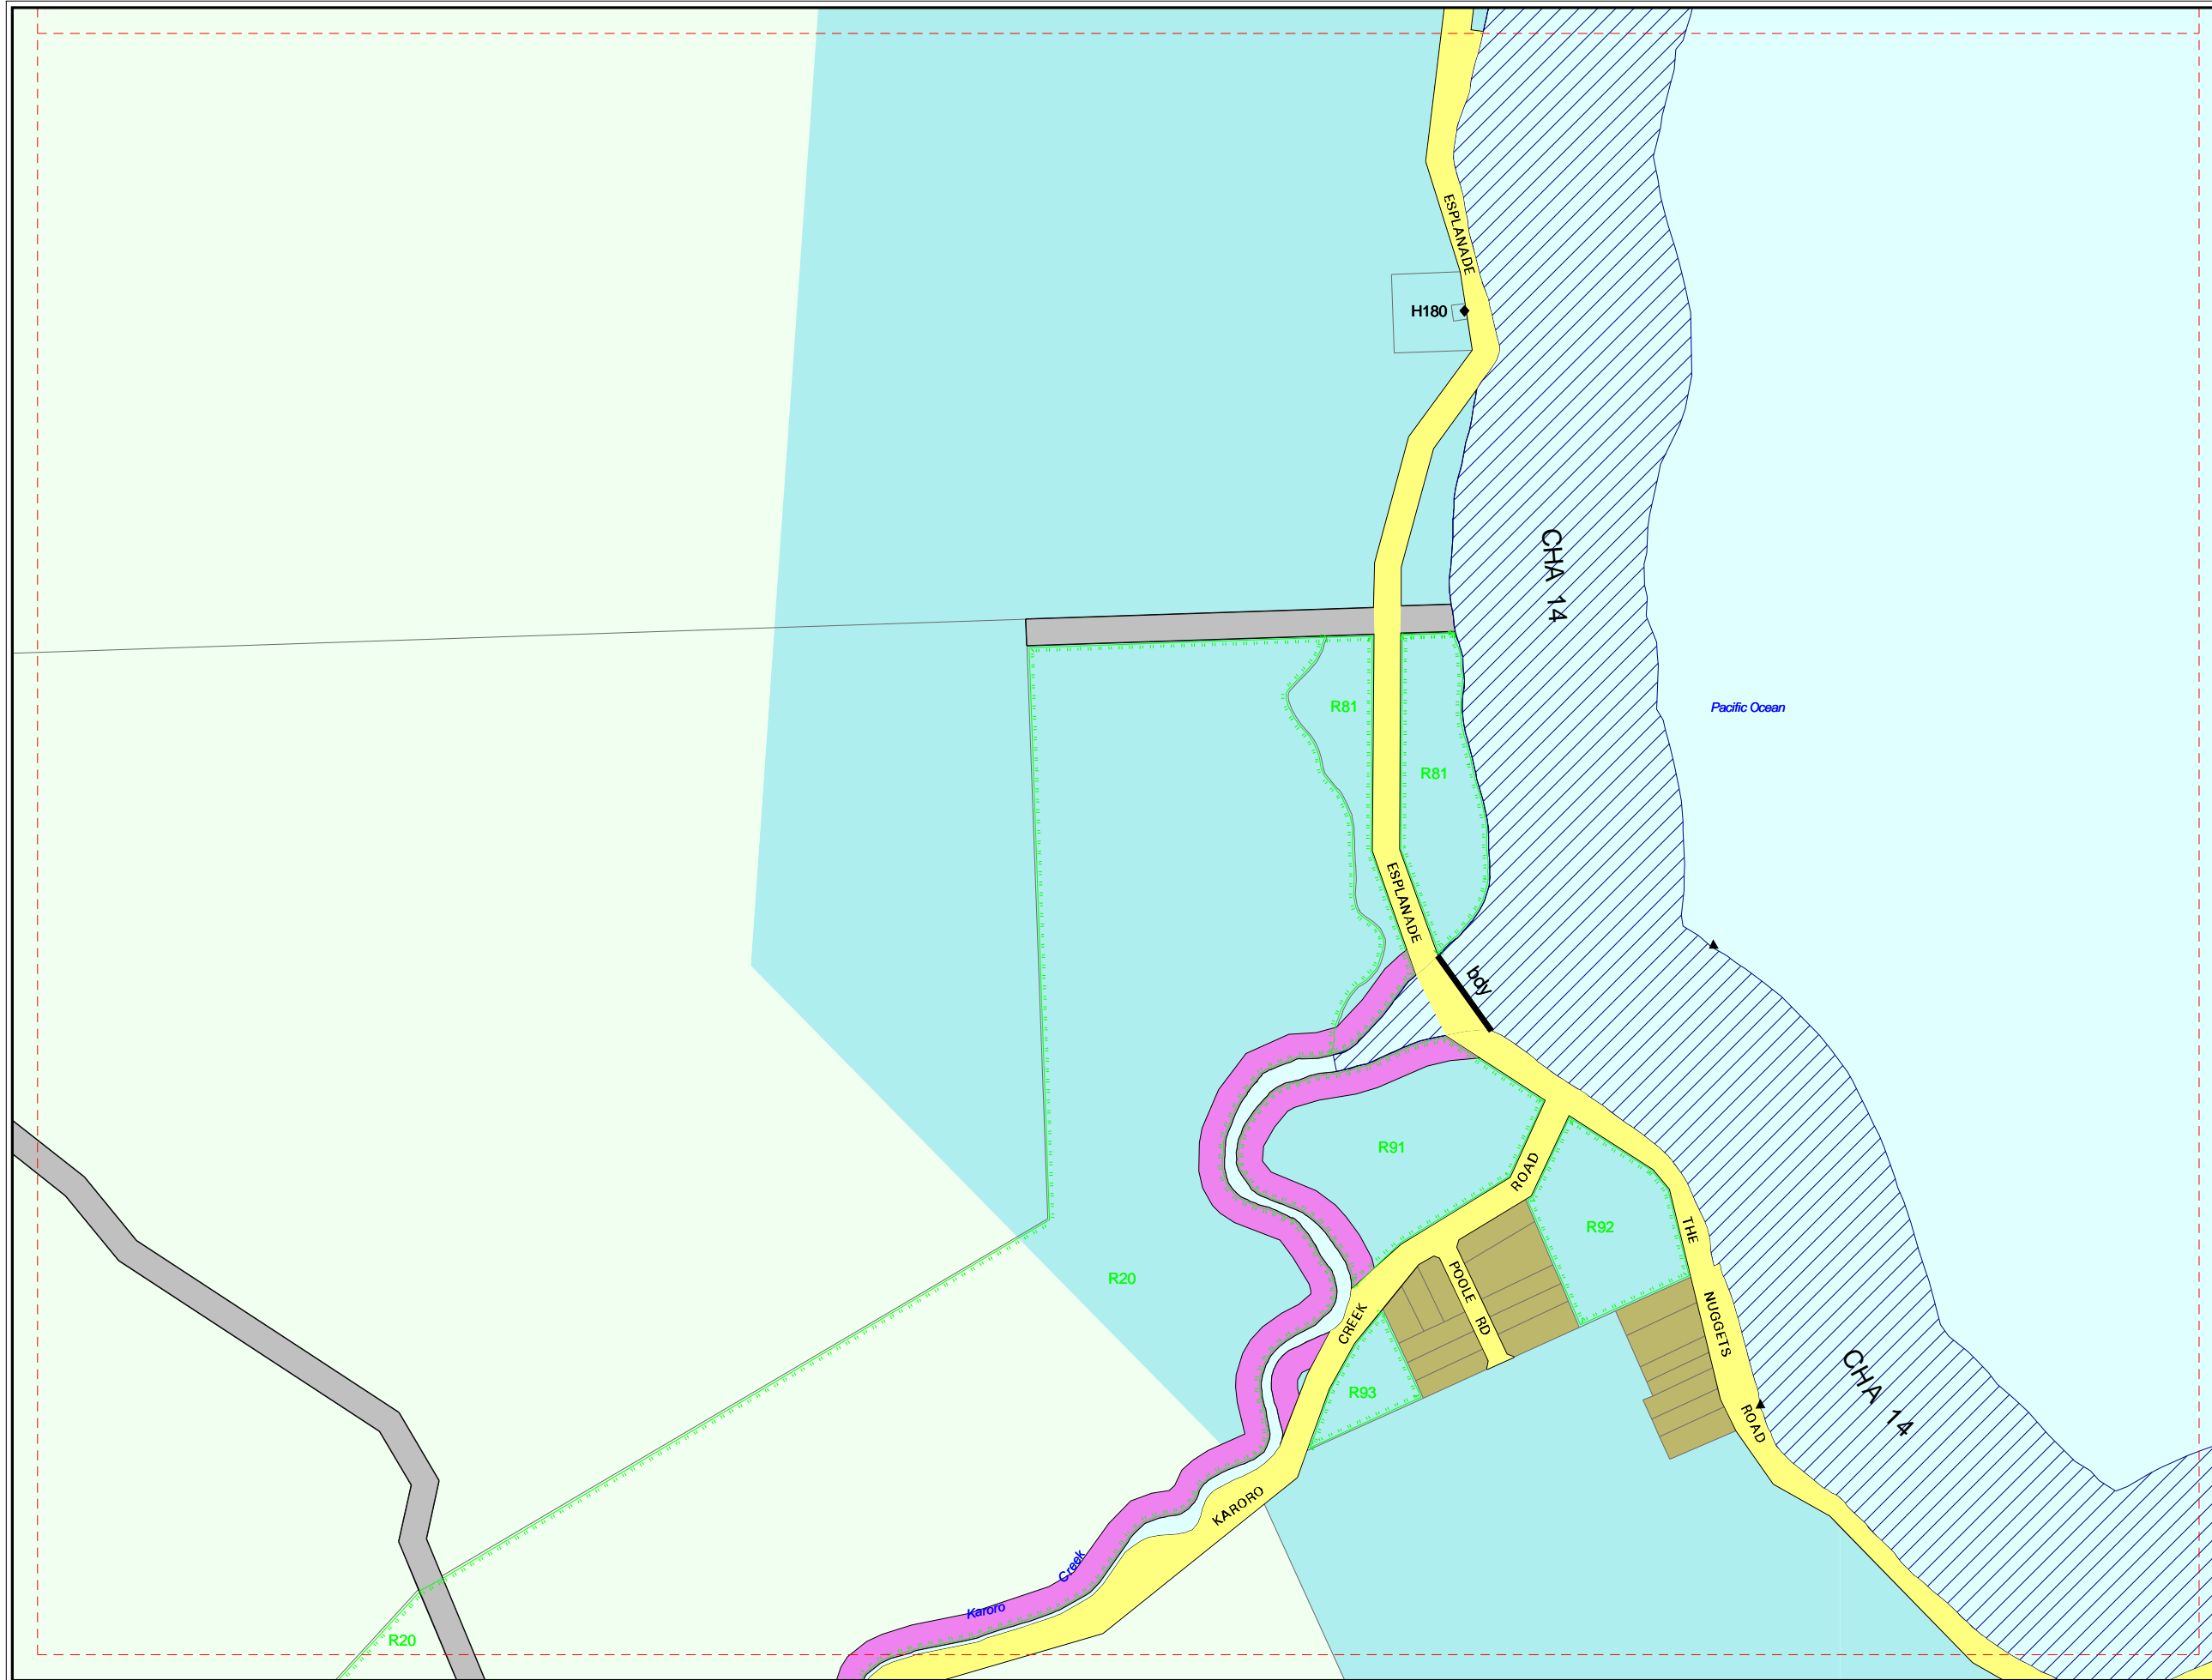 ESPLANADE
H180
CHA 14
R81
Pacific Ocean
R81
ESPLANADE
bdy
R91
ROAD
R92
THE
R20
POOLE RD
NUGGETS
CREEK
R93
CHA 14
ROAD
KARORO
Creek
Karoro
R20